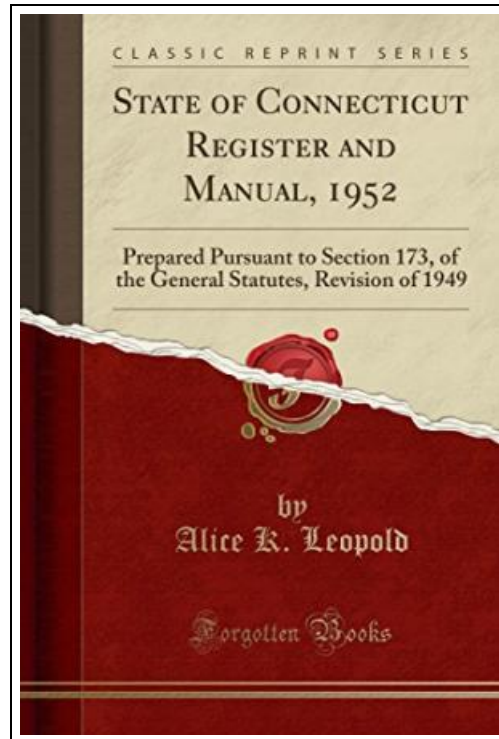 CLASSIC REPRINT SERIES
STATE OF CONNECTICUT
REGISTER AND
MANUAL, 1952
Prepared Pursuant to Section 173, of
the General Statutes, Revision of 1949
by
Alice K. Leopold
Forgotten Books